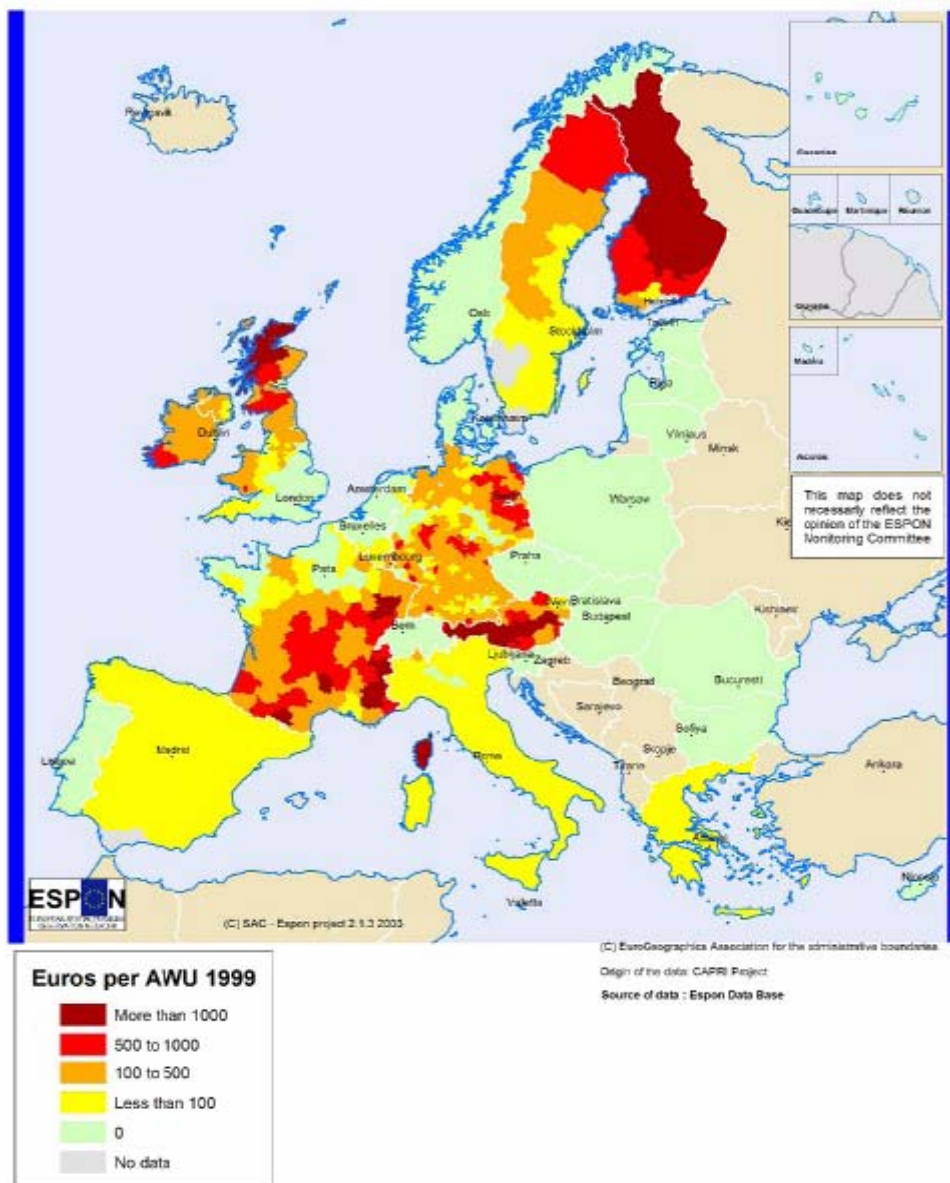 Reykjavik
Oslo
Stockholm
Helsinki
Tallinn
Riga
Vilnius
Minsk
Dublin
London
Amsterdam
Bruxelles
Luxembourg
Paris
Warsaw
Praha
Bratislava
Budapest
Bern
Ljubljana
Zagreb
Beograd
Bucuresti
Sarajevo
Sofiya
Skopje
Tirana
Ankara
Madrid
Lisboa
Roma
Valletta
Canarias
Guadeloupe
Martinique
Réunion
Guyane
Madeira
Acores
This map does not
necessarily reflect the
opinion of the ESPON
Monitoring Committee
ESPON
(C) SAC - Espon project 2.1.3 2003
(C) EuroGeographics Association for the administrative boundaries
Origin of the data: CAPRI Project
Source of data : Espon Data Base
Euros per AWU 1999
More than 1000
500 to 1000
100 to 500
Less than 100
0
No data